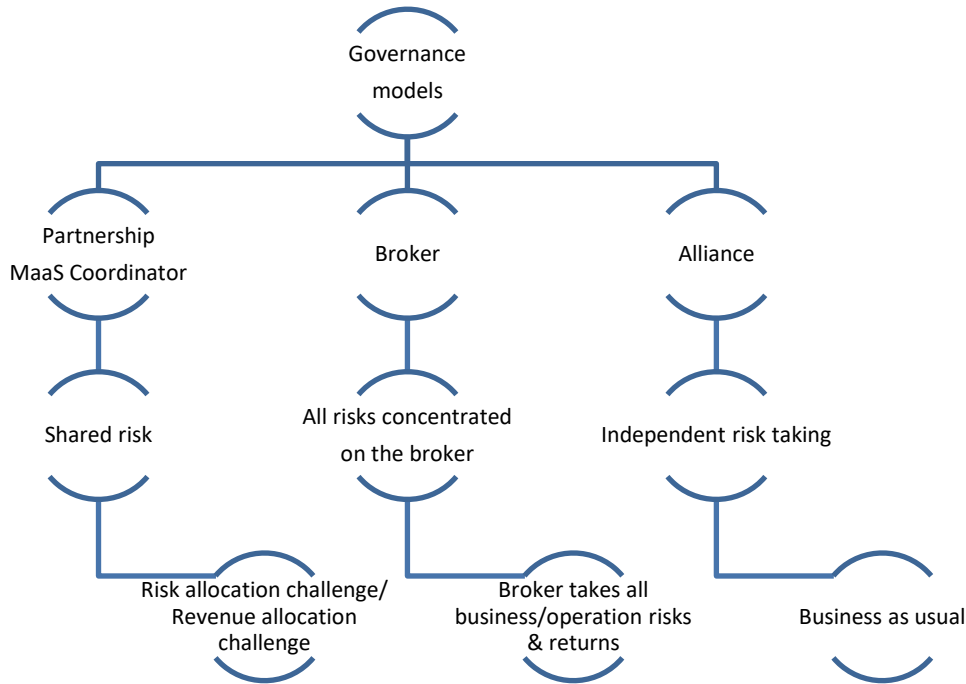 Governance
models
Partnership
MaaS Coordinator
Broker
Alliance
Shared risk
All risks concentrated
on the broker
Independent risk taking
Risk allocation challenge/
Revenue allocation
challenge
Broker takes all
business/operation risks
& returns
Business as usual